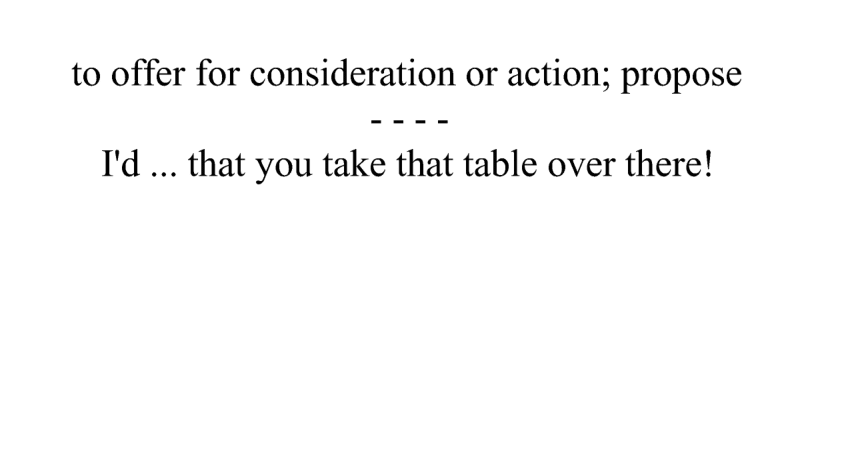 to offer for consideration or action; propose
- - - -
I'd ... that you take that table over there!